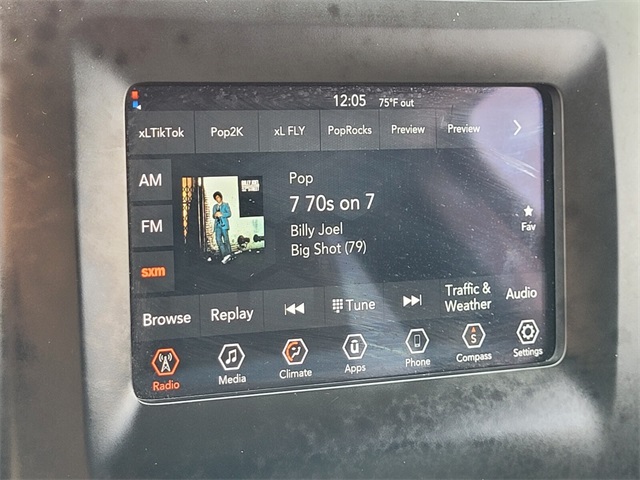 12:05 75°F out
xLTikTok Pop2K xL FLY PopRocks Preview Preview
AM
FM
sxm
Pop
7 70s on 7
Billy Joel
Big Shot (79)
Fav
Browse Replay Tune Traffic &
Weather Audio
Radio Media Climate Apps Phone S Compass Settings